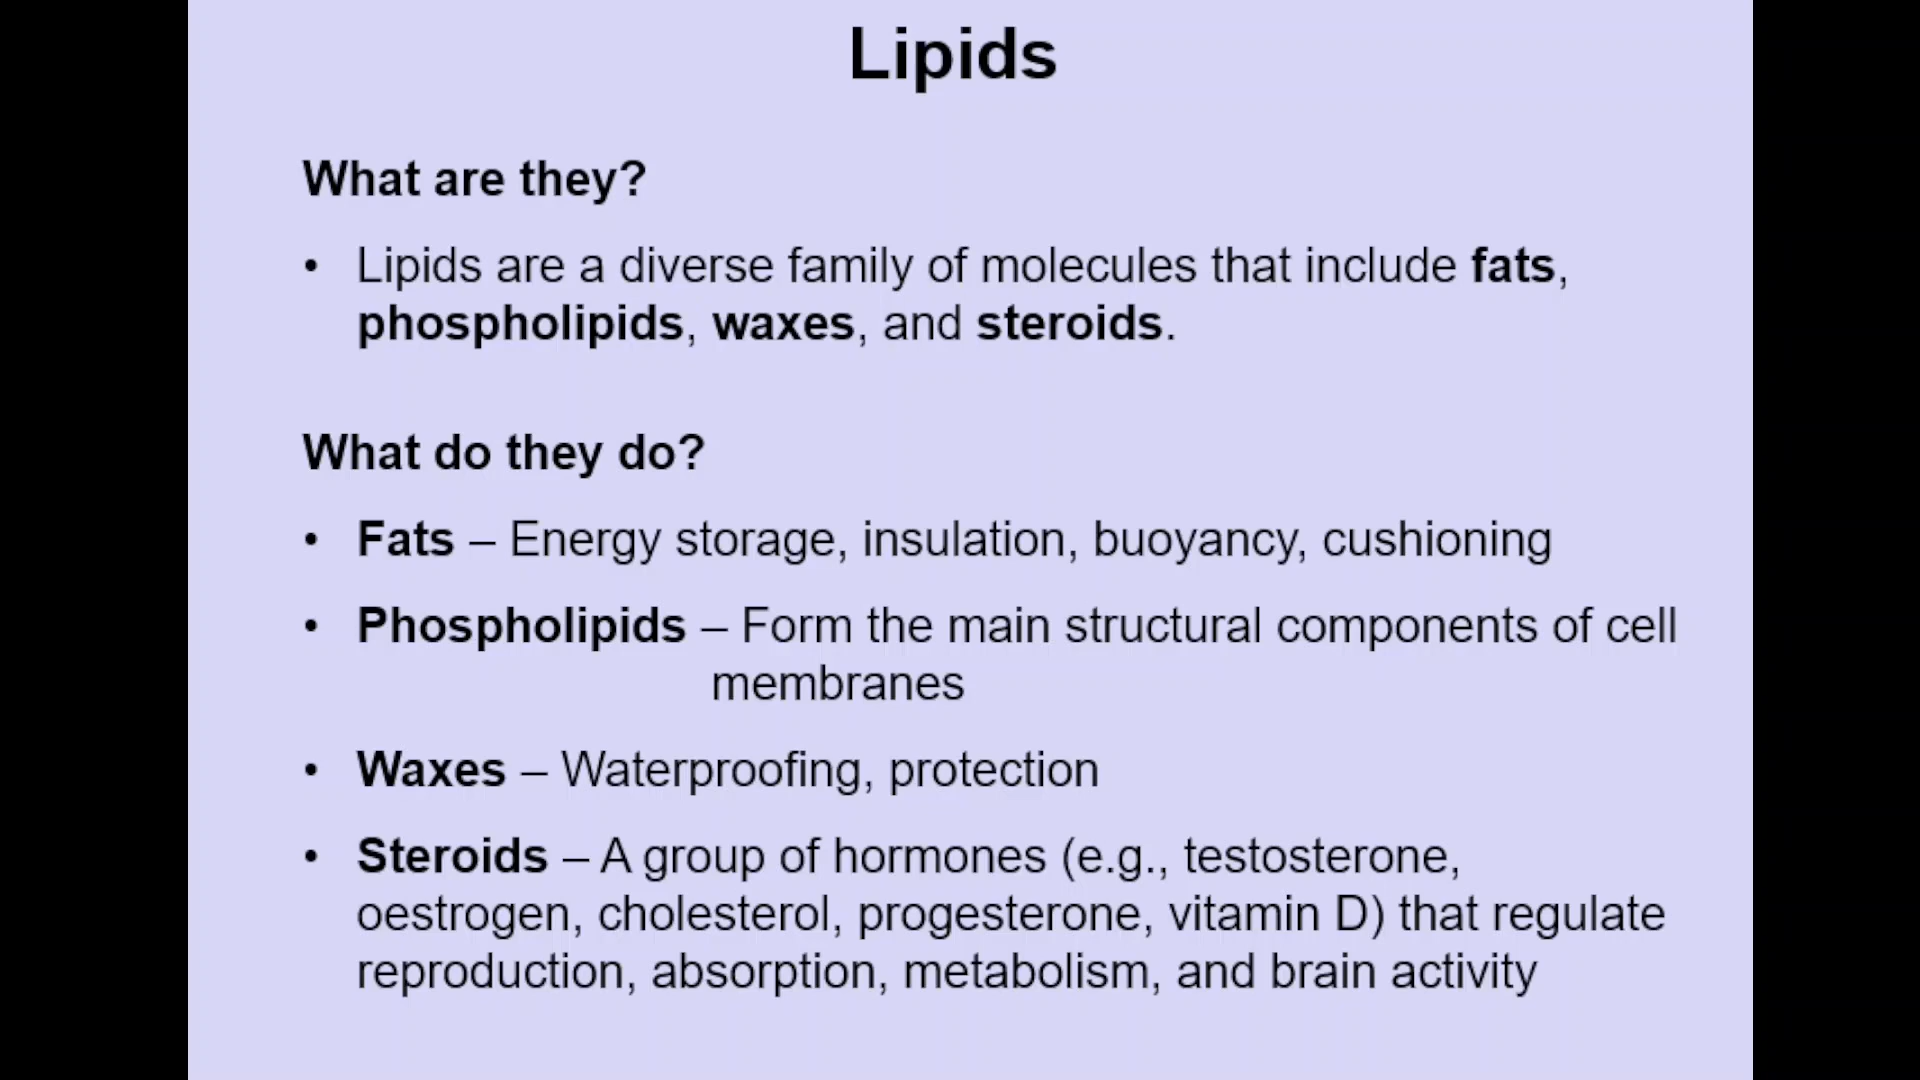 Lipids
What are they?
• Lipids are a diverse family of molecules that include fats,
phospholipids, waxes, and steroids.
What do they do?
• Fats – Energy storage, insulation, buoyancy, cushioning
• Phospholipids – Form the main structural components of cell
membranes
• Waxes – Waterproofing, protection
• Steroids – A group of hormones (e.g., testosterone,
oestrogen, cholesterol, progesterone, vitamin D) that regulate
reproduction, absorption, metabolism, and brain activity